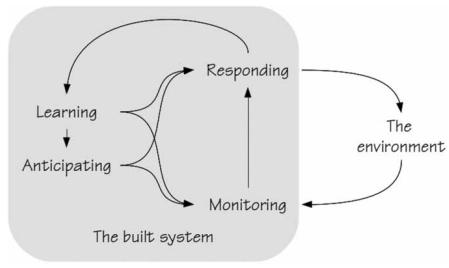 Responding
Learning
The
environment
Anticipating
Monitoring
The built system